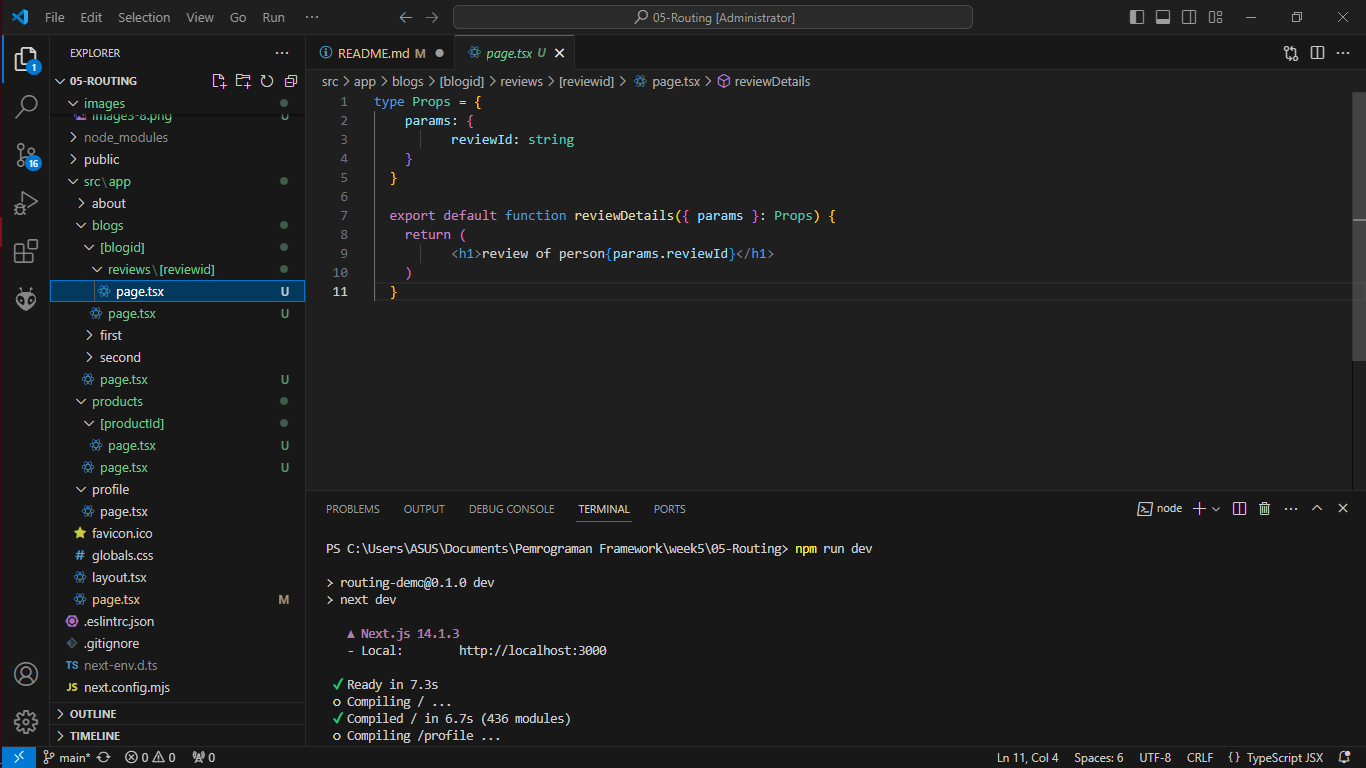 File Edit Selection View Go Run ···
05-Routing [Administrator]
EXPLORER ···
1
16
05-ROUTING
images
image3-8.png U
node_modules
public
src\app
about
blogs
[blogid]
reviews\[reviewid]
page.tsx U
page.tsx U
first
second
page.tsx U
products
[productId]
page.tsx U
page.tsx U
profile
page.tsx
favicon.ico
# globals.css
layout.tsx
page.tsx M
.eslintrc.json
.gitignore
TS next-env.d.ts
JS next.config.mjs
OUTLINE
TIMELINE
README.md M ●
page.tsx U
src > app > blogs > [blogid] > reviews > [reviewid] > page.tsx > reviewDetails
1 type Props = {
2 params: {
3 reviewId: string
4 }
5 }
6
7 export default function reviewDetails({ params }: Props) {
8 return (
9 <h1>review of person{params.reviewId}</h1>
10 )
11 }
PROBLEMS OUTPUT DEBUG CONSOLE TERMINAL PORTS
node
PS C:\Users\ASUS\Documents\Pemrograman Framework\week5\05-Routing> npm run dev
> routing-demo@0.1.0 dev
> next dev
▲ Next.js 14.1.3
- Local: http://localhost:3000
✓ Ready in 7.3s
○ Compiling / ...
✓ Compiled / in 6.7s (436 modules)
○ Compiling /profile ...
main* 0 0 0
Ln 11, Col 4 Spaces: 6 UTF-8 CRLF {} TypeScript JSX